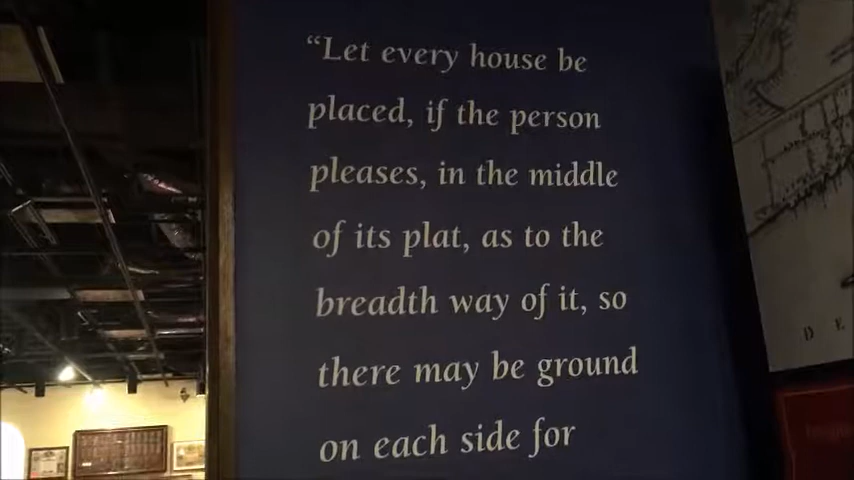 “Let every house be
placed, if the person
pleases, in the middle
of its plat, as to the
breadth way of it, so
there may be ground
on each side for
D E